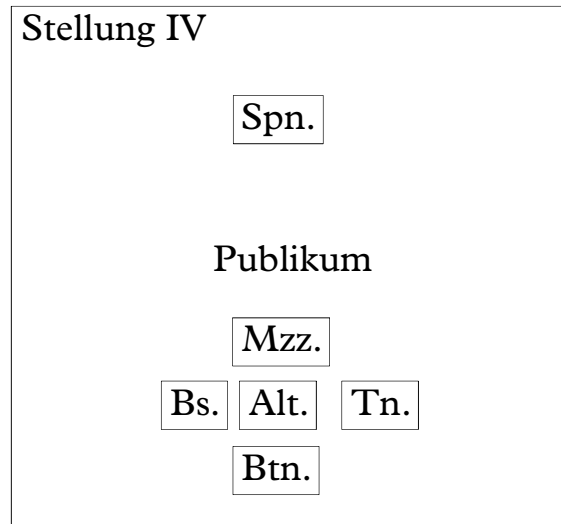 Stellung IV
Spn.
Publikum
Mzz.
Bs. Alt. Tn.
Btn.